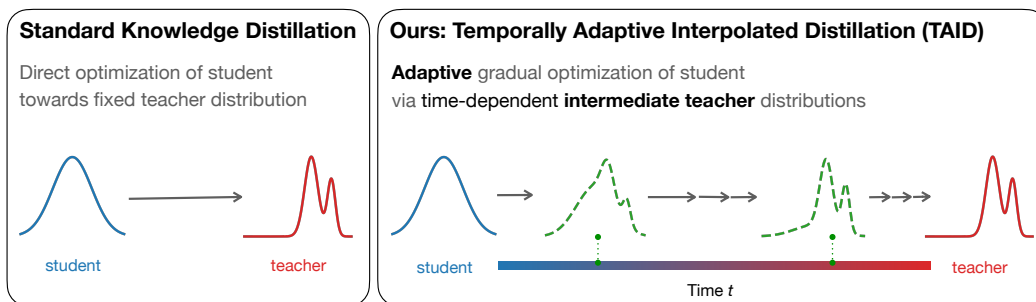 Standard Knowledge Distillation
Direct optimization of student
towards fixed teacher distribution
student
teacher
Ours: Temporally Adaptive Interpolated Distillation (TAID)
Adaptive gradual optimization of student
via time-dependent intermediate teacher distributions
student
teacher
Time t